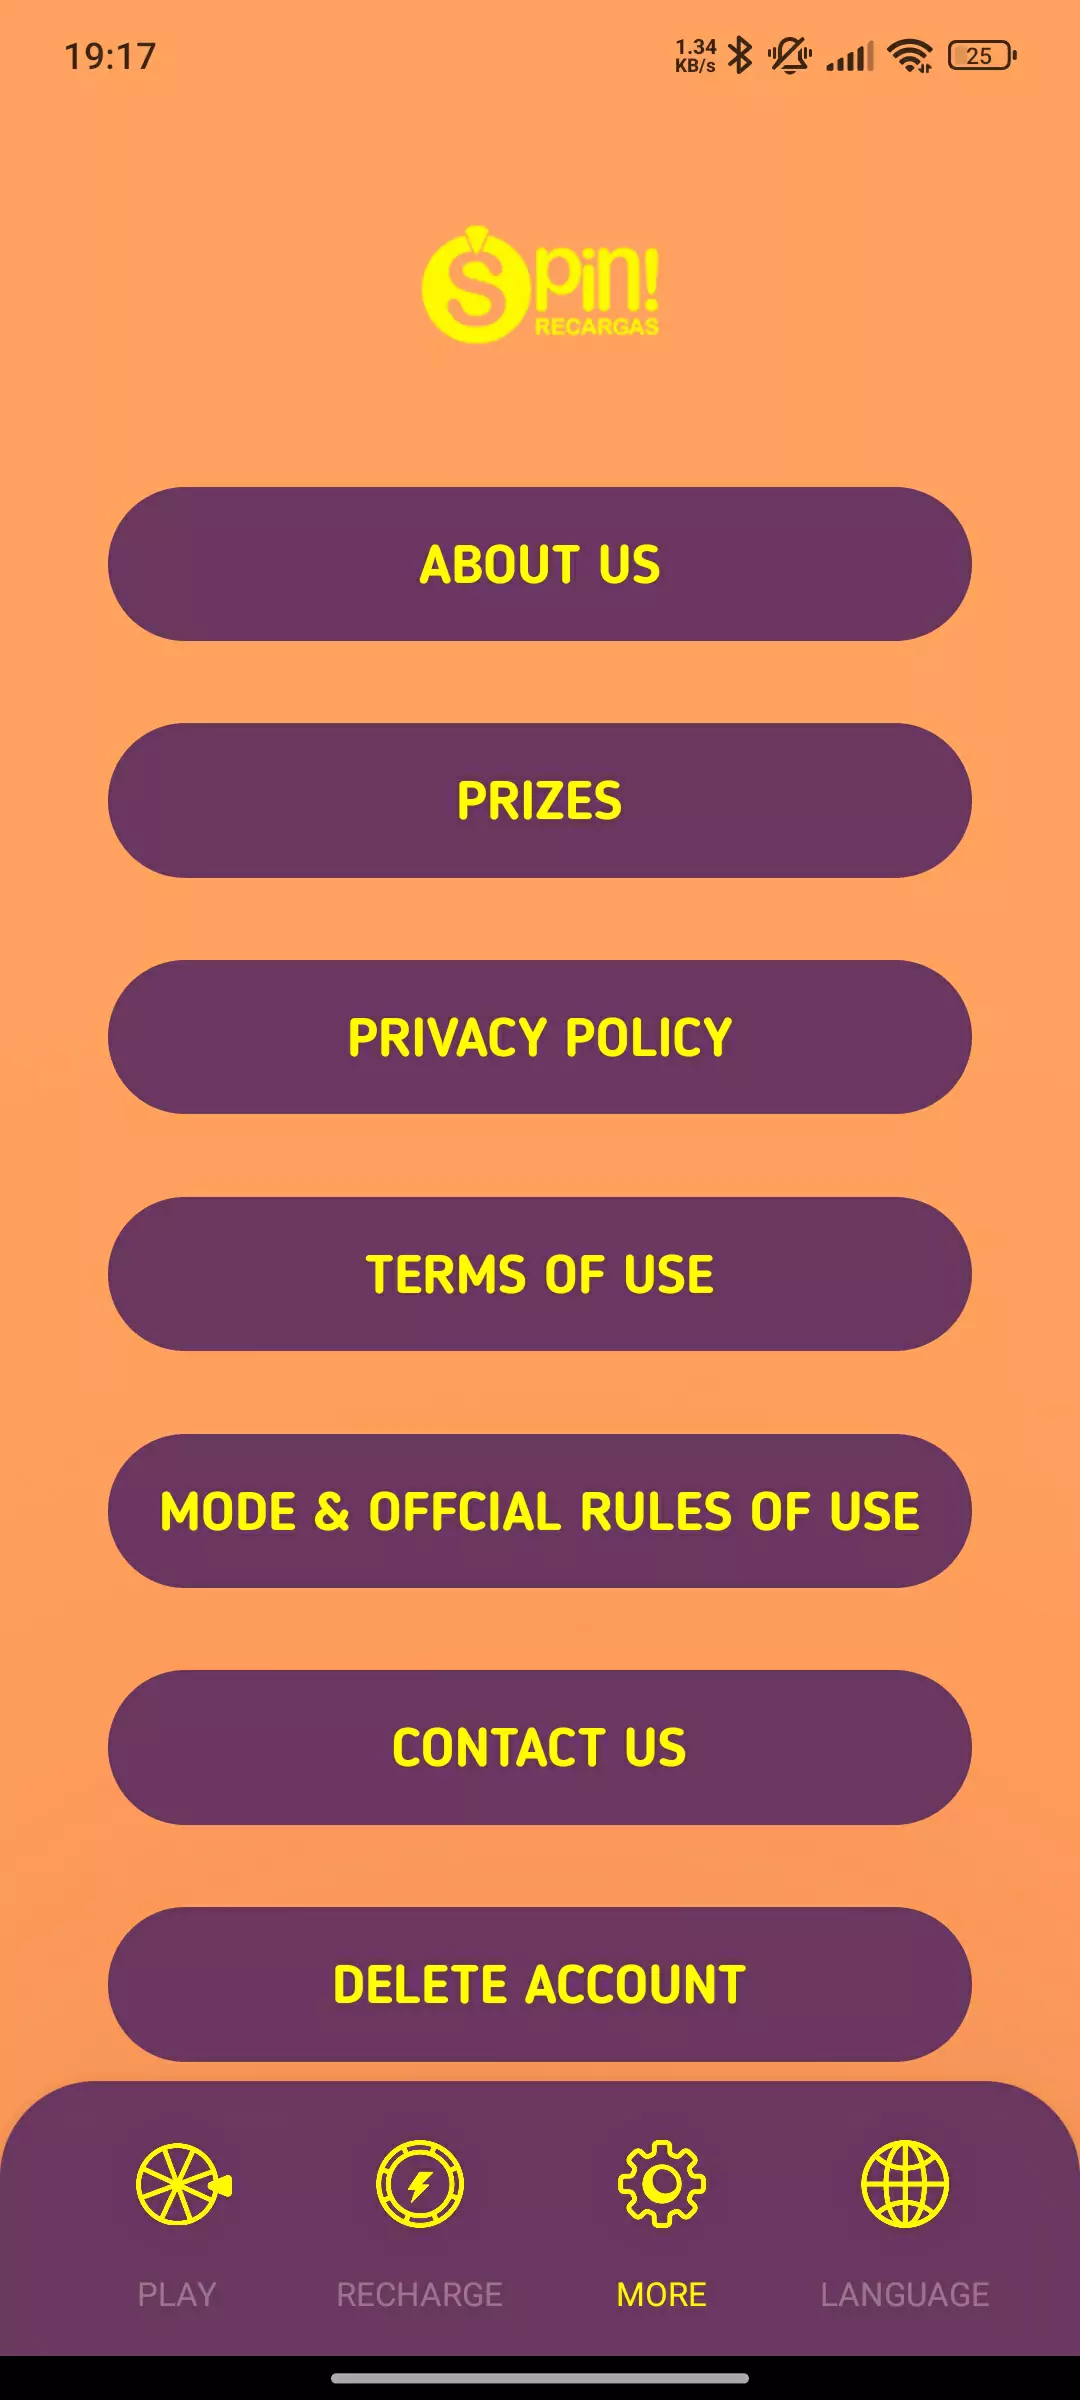 19:17
1.34
KB/s
25
Spin!
RECARGAS
ABOUT US
PRIZES
PRIVACY POLICY
TERMS OF USE
MODE & OFFCIAL RULES OF USE
CONTACT US
DELETE ACCOUNT
PLAY RECHARGE MORE LANGUAGE